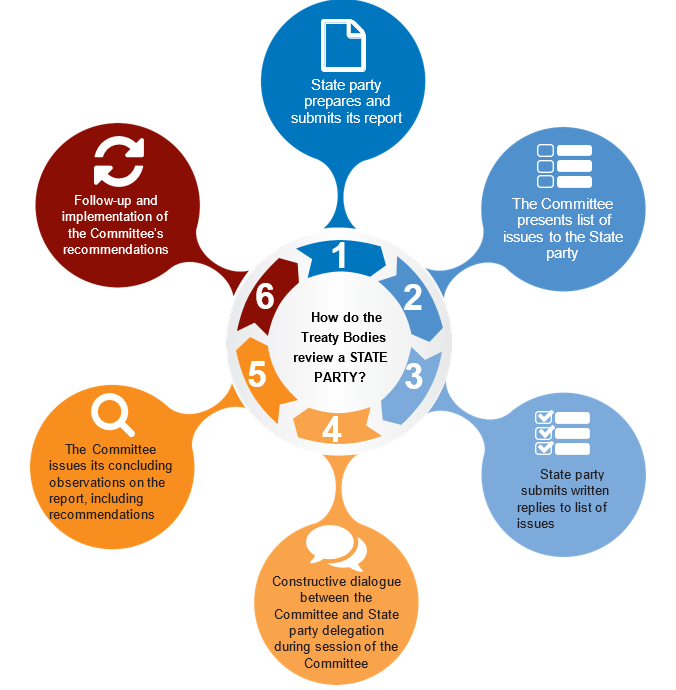 State party
prepares and
submits its report
The Committee
presents list of
issues to the State
party
State party
submits written
replies to list of
issues
Constructive dialogue
between the
Committee and State
party delegation
during session of the
Committee
The Committee
issues its concluding
observations on the
report, including
recommendations
Follow-up and
implementation of
the Committee's
recommendations
1
2
3
4
5
6
How do the
Treaty Bodies
review a STATE
PARTY?